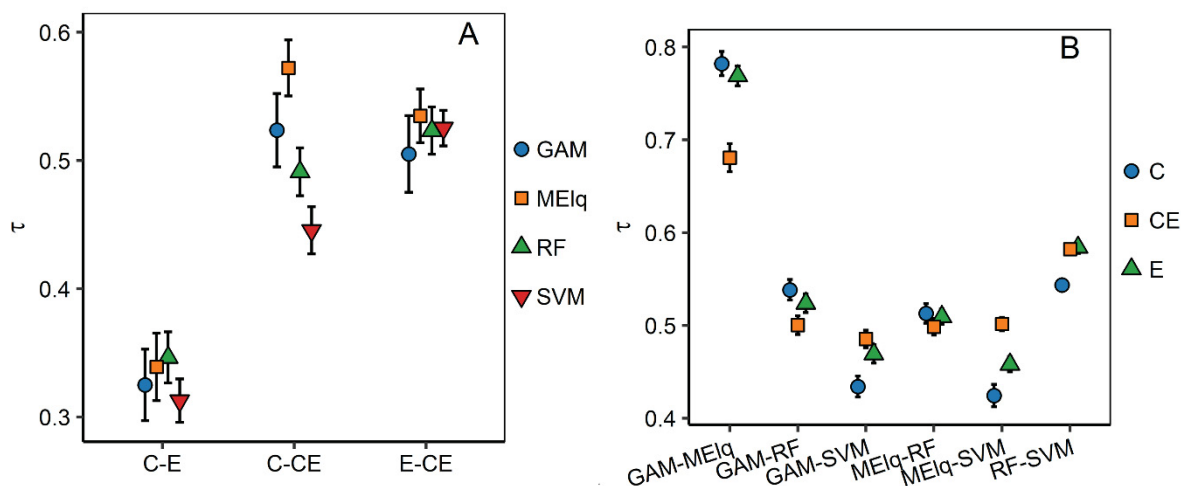 A
0.6
0.5
0.4
0.3
τ
C-E
C-CE
E-CE
GAM
MElq
RF
SVM
B
0.8
0.7
0.6
0.5
0.4
τ
GAM-MElq
GAM-RF
GAM-SVM
MElq-RF
MElq-SVM
RF-SVM
C
CE
E